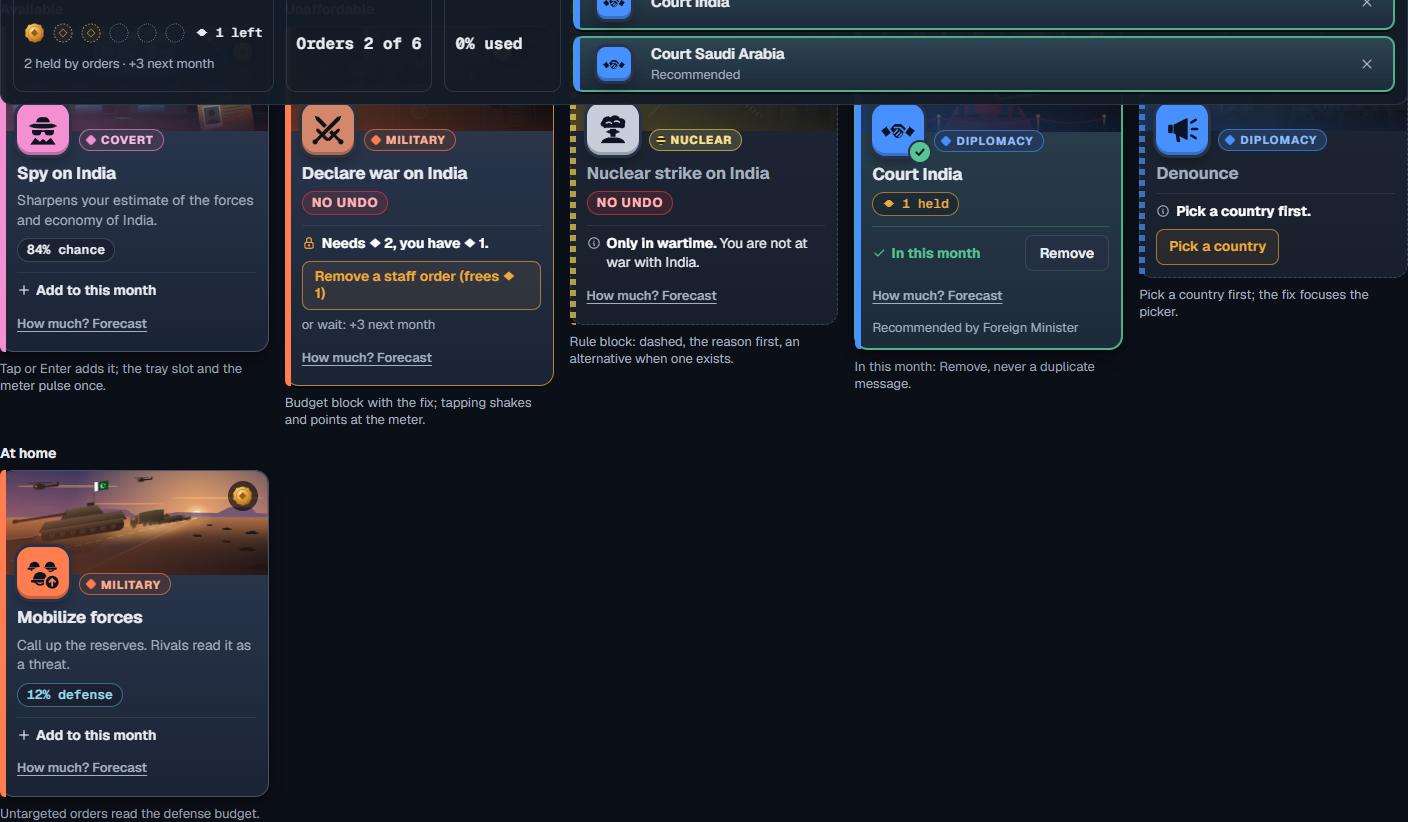 Available
Unaffordable
1 left
2 held by orders · +3 next month
Orders 2 of 6
0% used
Court India
Court Saudi Arabia
Recommended
COVERT
Spy on India
Sharpens your estimate of the forces
and economy of India.
84% chance
Add to this month
How much? Forecast
Tap or Enter adds it; the tray slot and the
meter pulse once.
MILITARY
Declare war on India
NO UNDO
Needs ◆ 2, you have ◆ 1.
Remove a staff order (frees ◆
1)
or wait: +3 next month
How much? Forecast
Budget block with the fix; tapping shakes
and points at the meter.
NUCLEAR
Nuclear strike on India
NO UNDO
Only in wartime. You are not at
war with India.
How much? Forecast
Rule block: dashed, the reason first, an
alternative when one exists.
DIPLOMACY
Court India
1 held
In this month
Remove
How much? Forecast
Recommended by Foreign Minister
In this month: Remove, never a duplicate
message.
DIPLOMACY
Denounce
Pick a country first.
Pick a country
Pick a country first; the fix focuses the
picker.
At home
MILITARY
Mobilize forces
Call up the reserves. Rivals read it as
a threat.
12% defense
Add to this month
How much? Forecast
Untargeted orders read the defense budget.